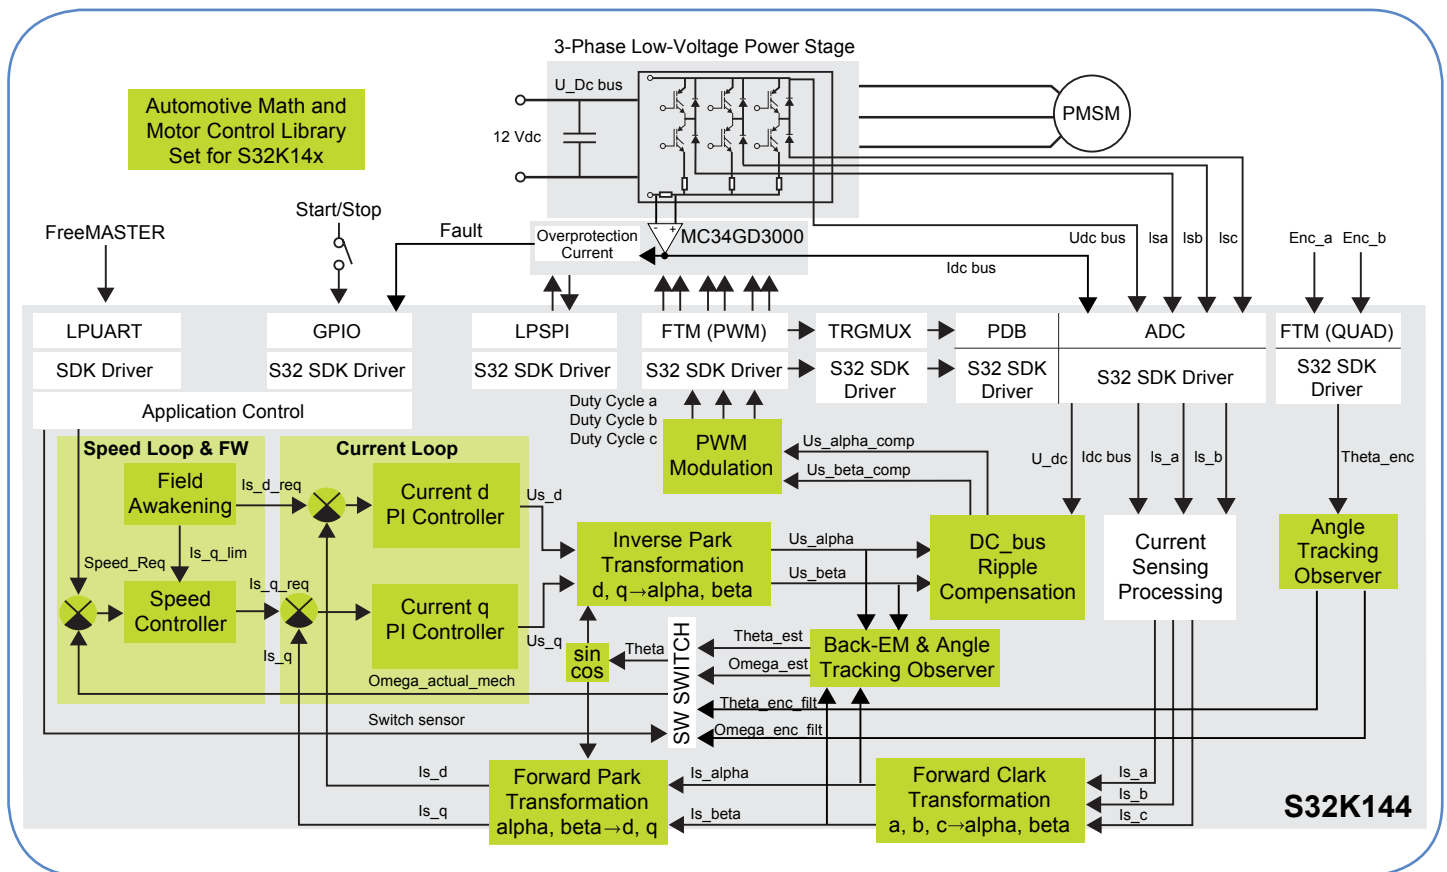 3-Phase Low-Voltage Power Stage
U_Dc bus
12 Vdc
PMSM
Automotive Math and
Motor Control Library
Set for S32K14x
Start/Stop
FreeMASTER
Fault
Overprotection
Current
- +
MC34GD3000
Idc bus
Udc bus
Isa
Isb
Isc
Enc_a
Enc_b
LPUART
SDK Driver
GPIO
S32 SDK Driver
LPSPI
S32 SDK Driver
FTM (PWM)
S32 SDK Driver
TRGMUX
S32 SDK
Driver
PDB
S32 SDK
Driver
ADC
S32 SDK Driver
FTM (QUAD)
S32 SDK
Driver
Application Control
Duty Cycle a
Duty Cycle b
Duty Cycle c
PWM
Modulation
Us_alpha_comp
Us_beta_comp
U_dc
Idc bus
Is_a
Is_b
Theta_enc
Speed Loop & FW
Field
Awakening
Is_d_req
Is_q_lim
Speed_Req
Is_q_req
Speed
Controller
Is_q
Current Loop
Current d
PI Controller
Us_d
Current q
PI Controller
Us_q
Inverse Park
Transformation
d, q→alpha, beta
Us_alpha
Us_beta
DC_bus
Ripple
Compensation
Current
Sensing
Processing
Angle
Tracking
Observer
sin
cos
Theta
SW SWITCH
Theta_est
Omega_est
Back-EM & Angle
Tracking Observer
Omega_actual_mech
Theta_enc_filt
Switch sensor
Omega_enc_filt
Is_d
Is_q
Forward Park
Transformation
alpha, beta→d, q
Is_alpha
Is_beta
Forward Clark
Transformation
a, b, c→alpha, beta
Is_a
Is_b
Is_c
S32K144